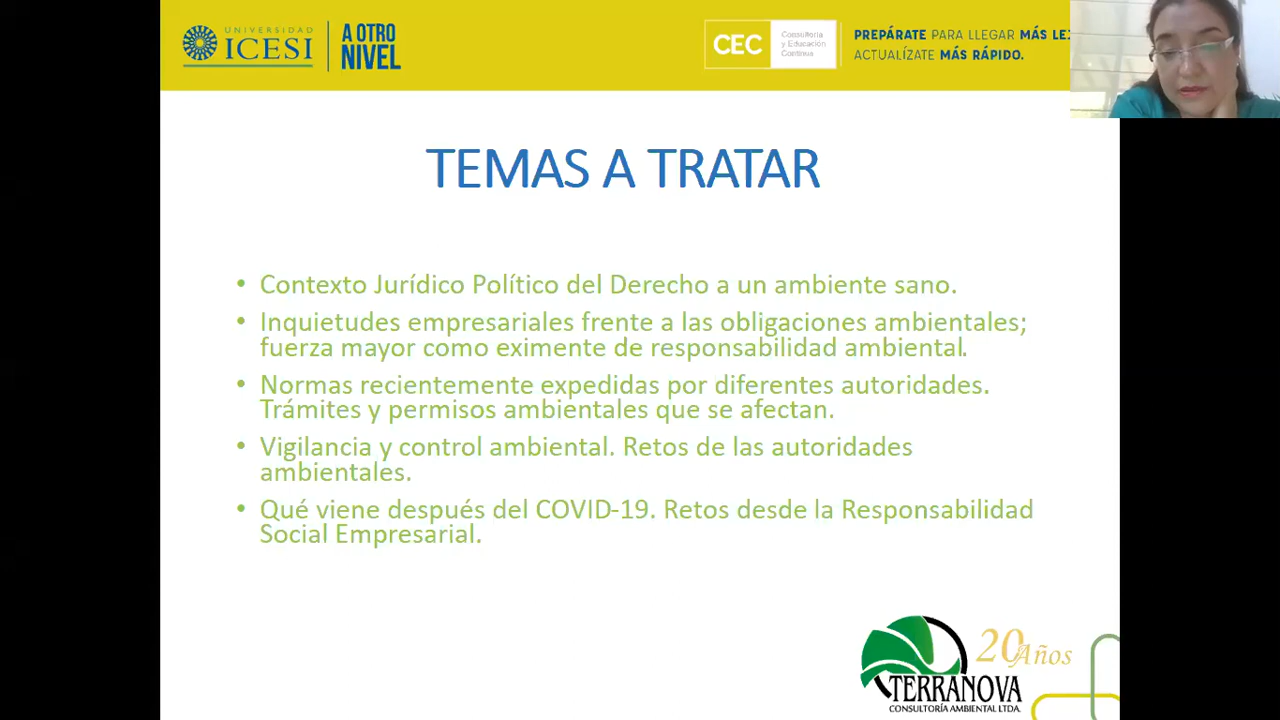 UNIVERSIDAD
ICESI
A OTRO
NIVEL
CEC
Consultoría
y Educación
Continua
PREPÁRATE PARA LLEGAR MÁS
ACTUALÍZATE MÁS RÁPIDO.
TEMAS A TRATAR
• Contexto Jurídico Político del Derecho a un ambiente sano.
• Inquietudes empresariales frente a las obligaciones ambientales;
fuerza mayor como eximente de responsabilidad ambiental.
• Normas recientemente expedidas por diferentes autoridades.
Trámites y permisos ambientales que se afectan.
• Vigilancia y control ambiental. Retos de las autoridades
ambientales.
• Qué viene después del COVID-19. Retos desde la Responsabilidad
Social Empresarial.
20 Años
TERRANOVA
CONSULTORÍA AMBIENTAL LTDA.